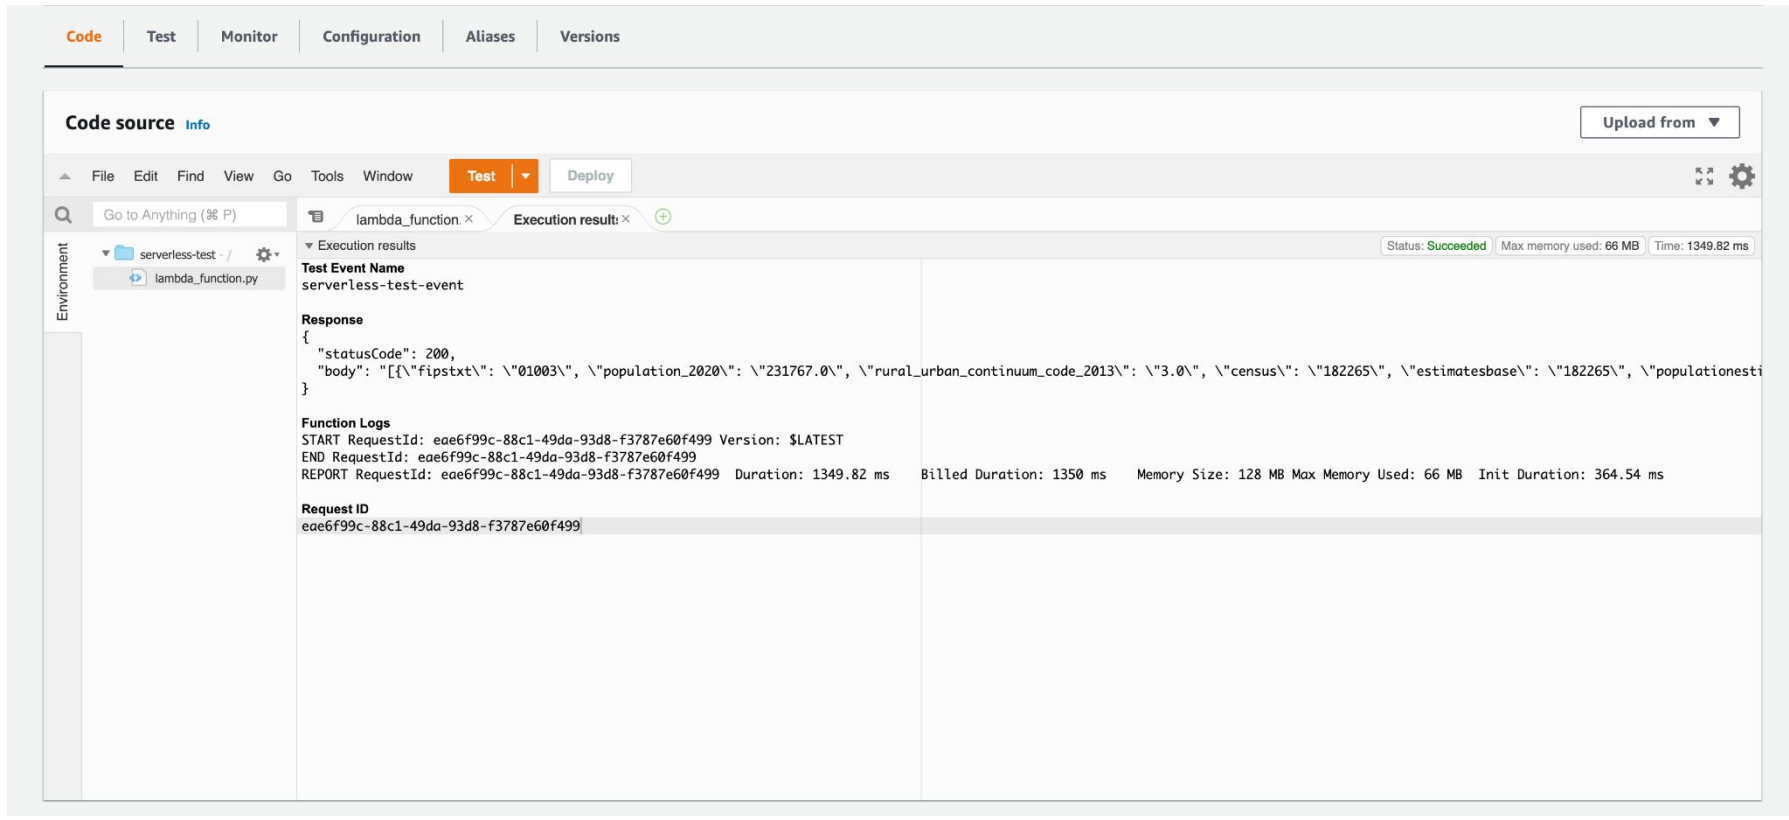 Code Test Monitor Configuration Aliases Versions
Code source Info
Upload from
File Edit Find View Go Tools Window Test Deploy
Go to Anything (⌘ P)
lambda_function. Execution result
Environment
serverless-test - /
lambda_function.py
Execution results
Status: Succeeded Max memory used: 66 MB Time: 1349.82 ms
Test Event Name
serverless-test-event
Response
{
"statusCode": 200,
"body": "[{\"fipstxt\": \"01003\", \"population_2020\": \"231767.0\", \"rural_urban_continuum_code_2013\": \"3.0\", \"census\": \"182265\", \"estimatesbase\": \"182265\", \"populationesti
}
Function Logs
START RequestId: eae6f99c-88c1-49da-93d8-f3787e60f499 Version: $LATEST
END RequestId: eae6f99c-88c1-49da-93d8-f3787e60f499
REPORT RequestId: eae6f99c-88c1-49da-93d8-f3787e60f499 Duration: 1349.82 ms Billed Duration: 1350 ms Memory Size: 128 MB Max Memory Used: 66 MB Init Duration: 364.54 ms
Request ID
eae6f99c-88c1-49da-93d8-f3787e60f499